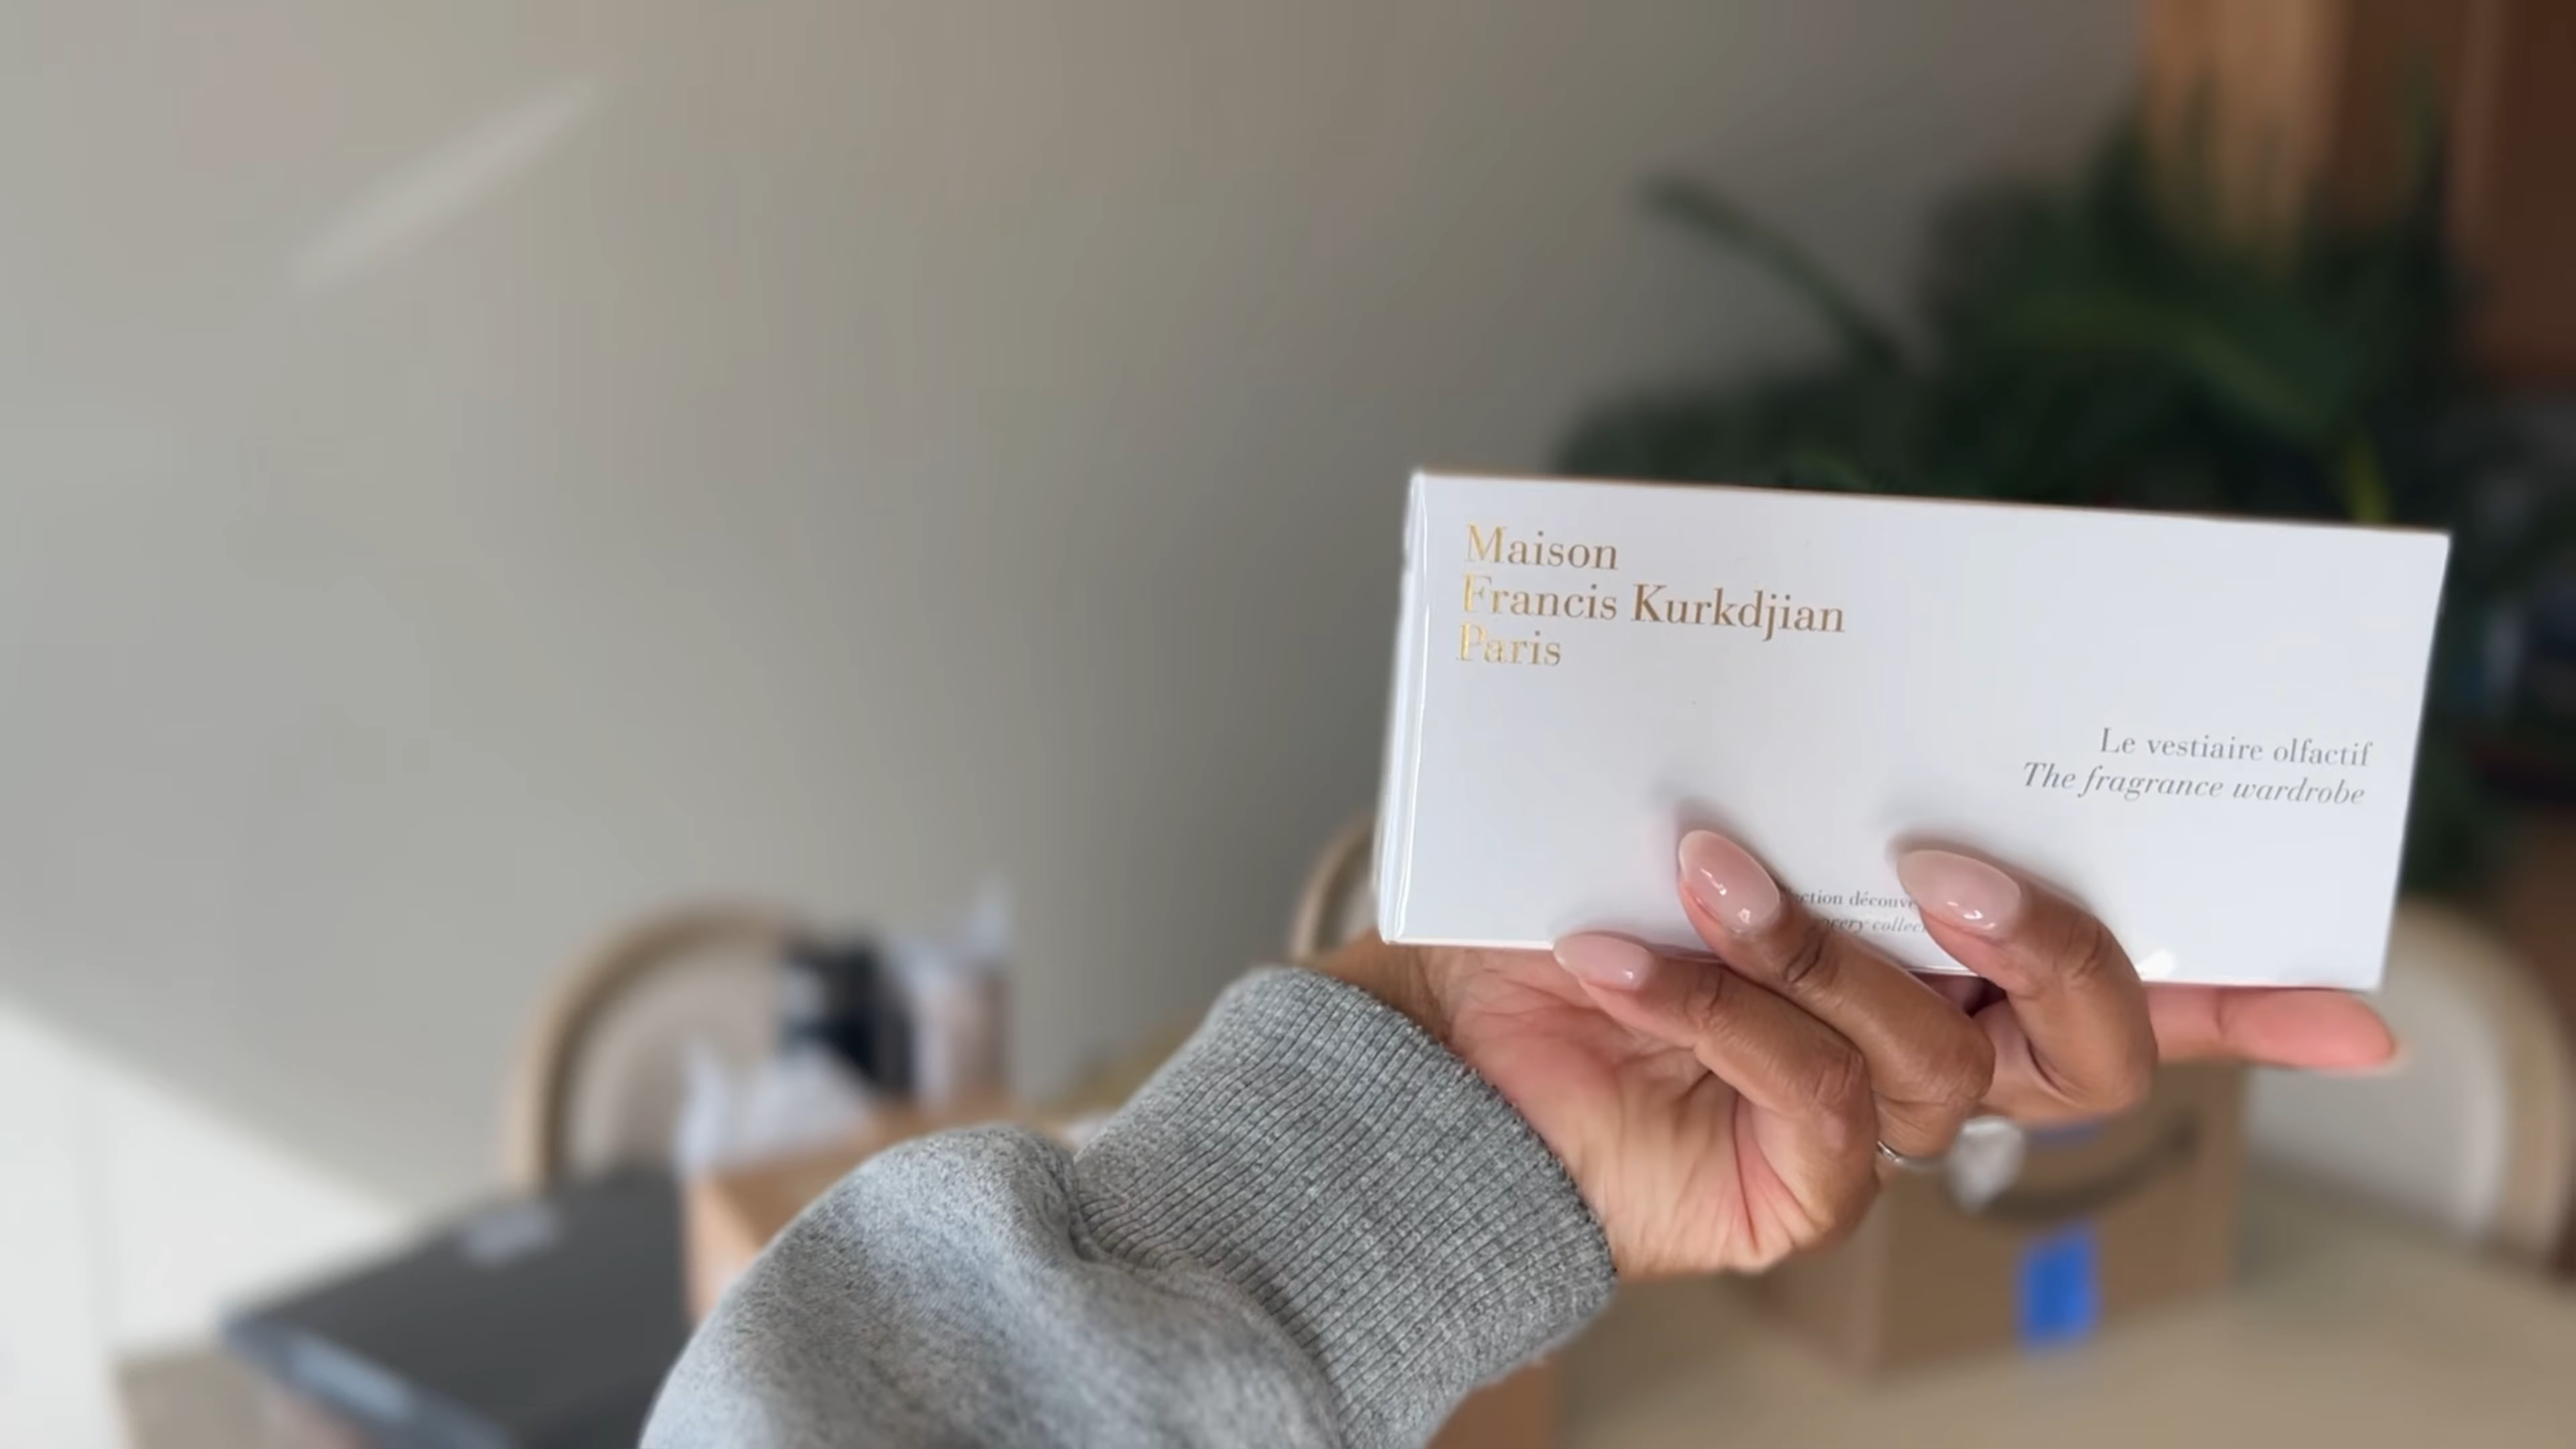 Maison
Francis Kurkdjian
Paris
Le vestiaire olfactif
The fragrance wardrobe